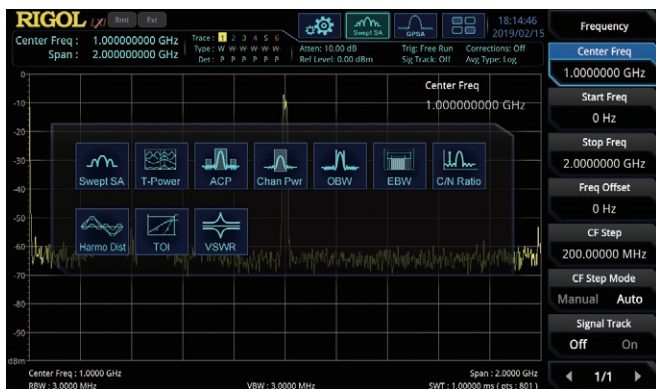 RIGOL LXI Rmt Ext
18:14:46
2019/02/15
Swept SA GPSA
Center Freq : 1.000000000 GHz
Span : 2.000000000 GHz
Trace : 1 2 3 4 5 6
Type : W W W W W W
Det : P P P P P P
Atten: 10.00 dB
Ref Level: 0.00 dBm
Trig: Free Run
Sig Track: Off
Corrections: Off
Avg Type: Log
Center Freq
1.000000000 GHz
0
-10
-20
-30
-40
-50
-60
-70
-80
-90
dBm
Swept SA T-Power ACP Chan Pwr OBW EBW C/N Ratio
Harmo Dist TOI VSWR
Center Freq : 1.0000 GHz
Span : 2.0000 GHz
RBW : 3.0000 MHz
VBW : 3.0000 MHz
SWT : 1.00000 ms ( pts : 801 )
Frequency
Center Freq
1.0000000 GHz
Start Freq
0 Hz
Stop Freq
2.0000000 GHz
Freq Offset
0 Hz
CF Step
200.00000 MHz
CF Step Mode
Manual Auto
Signal Track
Off On
1/1